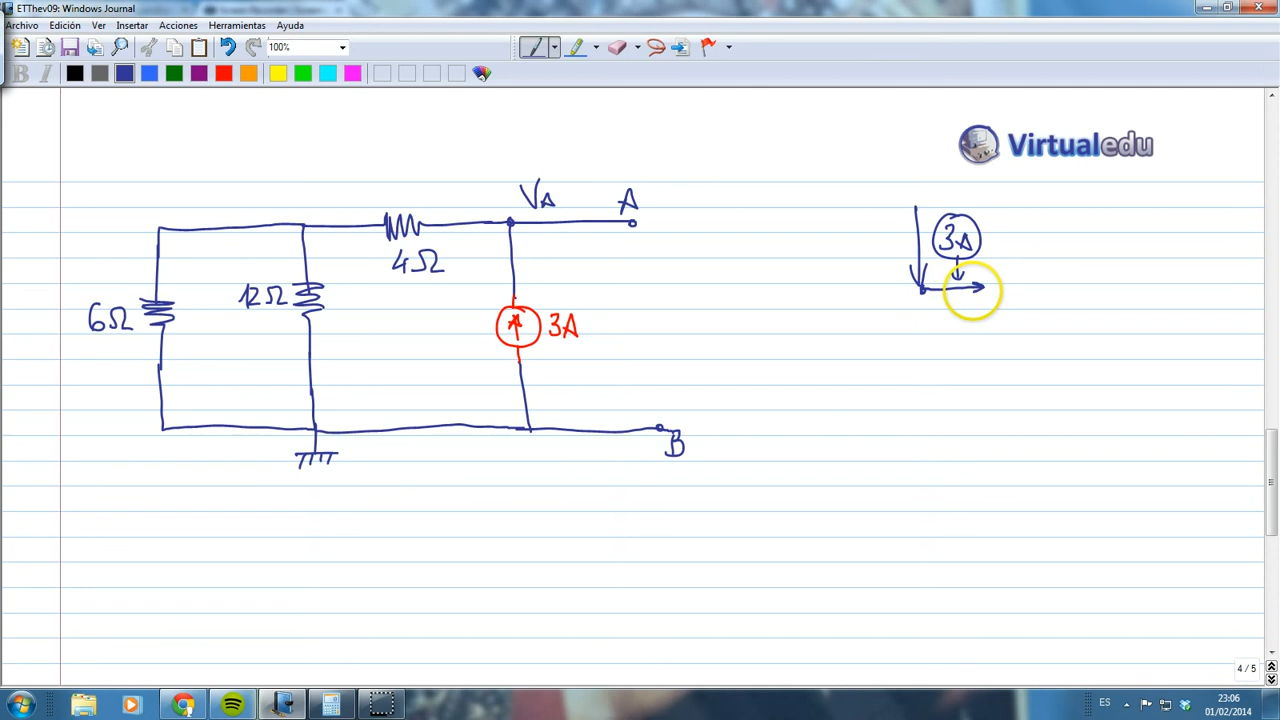 ETThev09: Windows Journal
Archivo Edición Ver Insertar Acciones Herramientas Ayuda
100%
B I
Virtualedu
VA A
3A
4Ω
12Ω
6Ω
3A
B
4 / 5
ES
23:06
01/02/2014